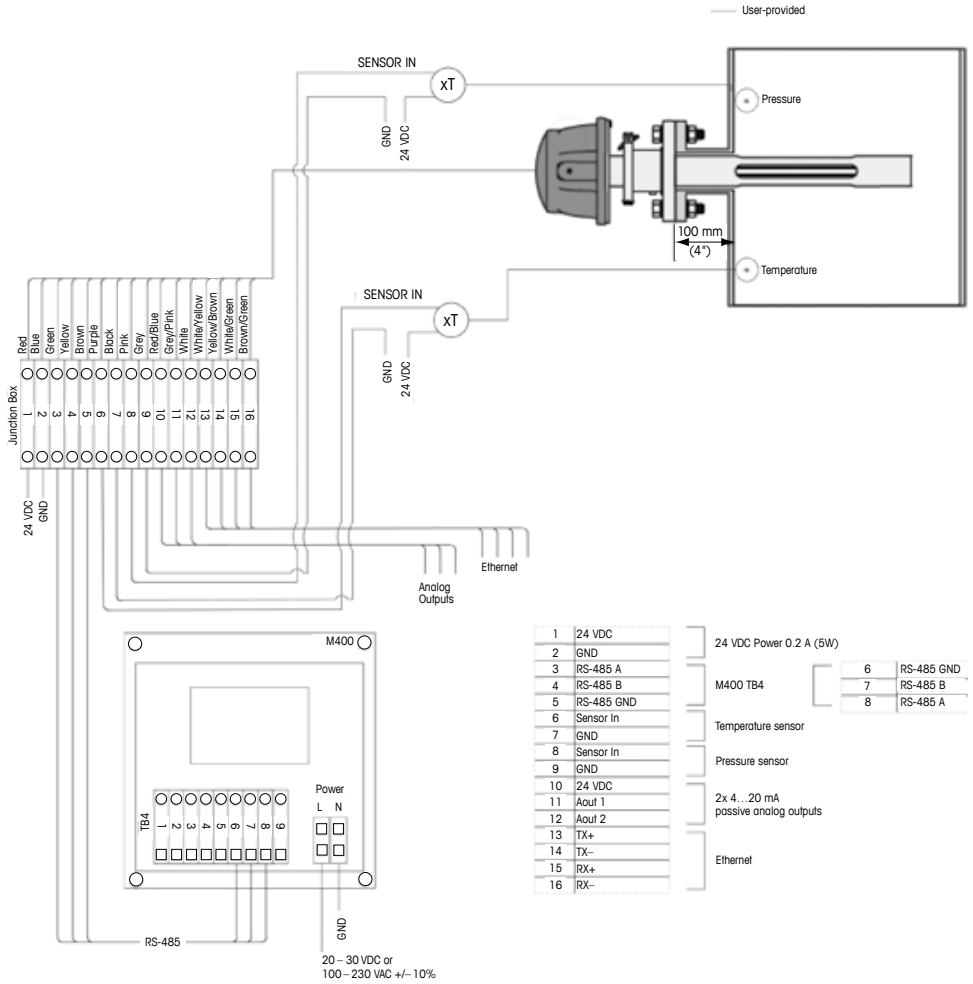 User-provided
SENSOR IN
xT
GND
24 VDC
Pressure
100 mm
(4")
Temperature
SENSOR IN
xT
GND
24 VDC
Red
Blue
Green
Yellow
Brown
Purple
Black
Pink
Grey
Red/Blue
Grey/Pink
White
White/Yellow
Yellow/Brown
White/Green
Brown/Green
Junction Box
1 2 3 4 5 6 7 8 9 10 11 12 13 14 15 16
24 VDC
GND
Analog
Outputs
Ethernet
M400
Power
L N
TB4
1 2 3 4 5 6 7 8 9
RS-485
GND
20 – 30 VDC or
100 – 230 VAC +/– 10%
1 24 VDC
2 GND
3 RS-485 A
4 RS-485 B
5 RS-485 GND
6 Sensor In
7 GND
8 Sensor In
9 GND
10 24 VDC
11 Aout 1
12 Aout 2
13 TX+
14 TX–
15 RX+
16 RX–
24 VDC Power 0.2 A (5W)
M400 TB4
6 RS-485 GND
7 RS-485 B
8 RS-485 A
Temperature sensor
Pressure sensor
2x 4…20 mA
passive analog outputs
Ethernet